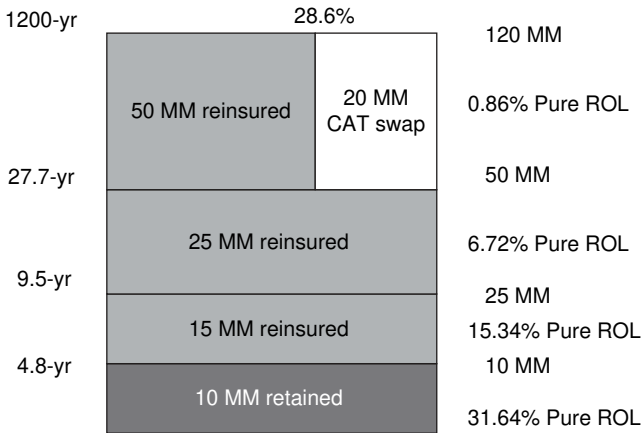 1200-yr
28.6%
120 MM
50 MM reinsured
20 MM
CAT swap
0.86% Pure ROL
27.7-yr
50 MM
25 MM reinsured
6.72% Pure ROL
9.5-yr
25 MM
15 MM reinsured
15.34% Pure ROL
4.8-yr
10 MM
10 MM retained
31.64% Pure ROL